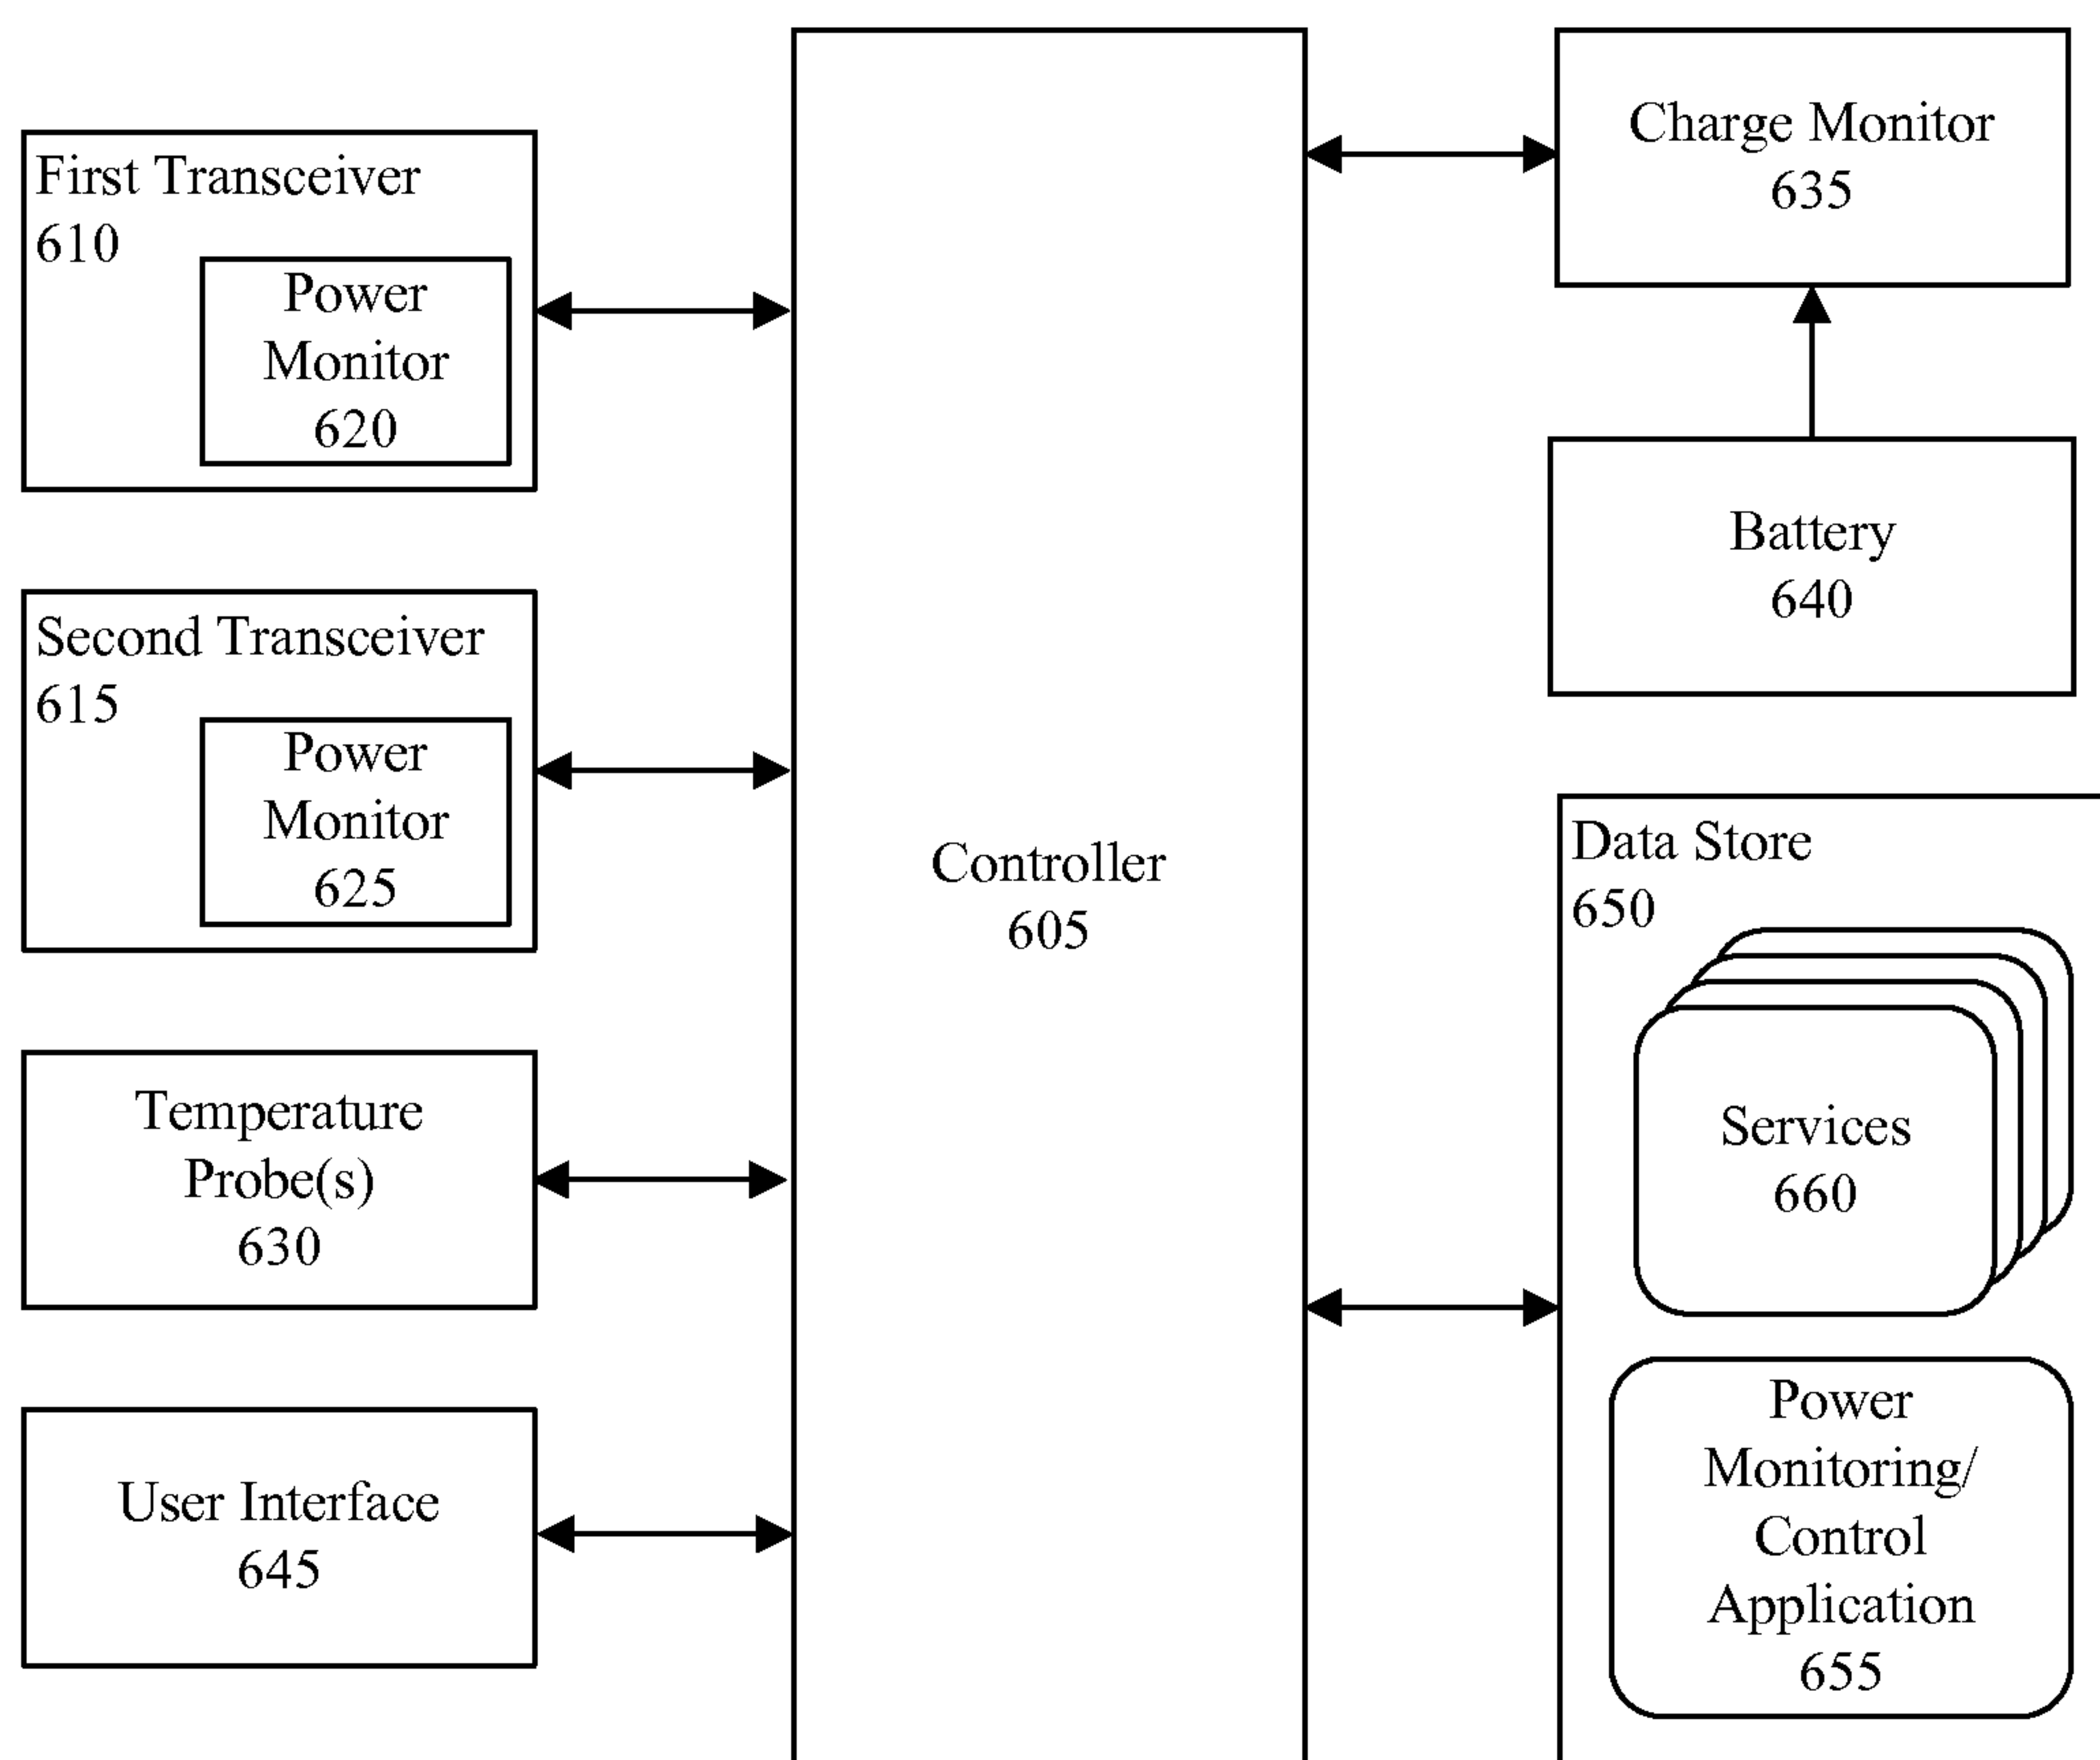 First Transceiver
610
Power
Monitor
620
Second Transceiver
615
Power
Monitor
625
Temperature
Probe(s)
630
User Interface
645
Controller
605
Charge Monitor
635
Battery
640
Data Store
650
Services
660
Power
Monitoring/
Control
Application
655